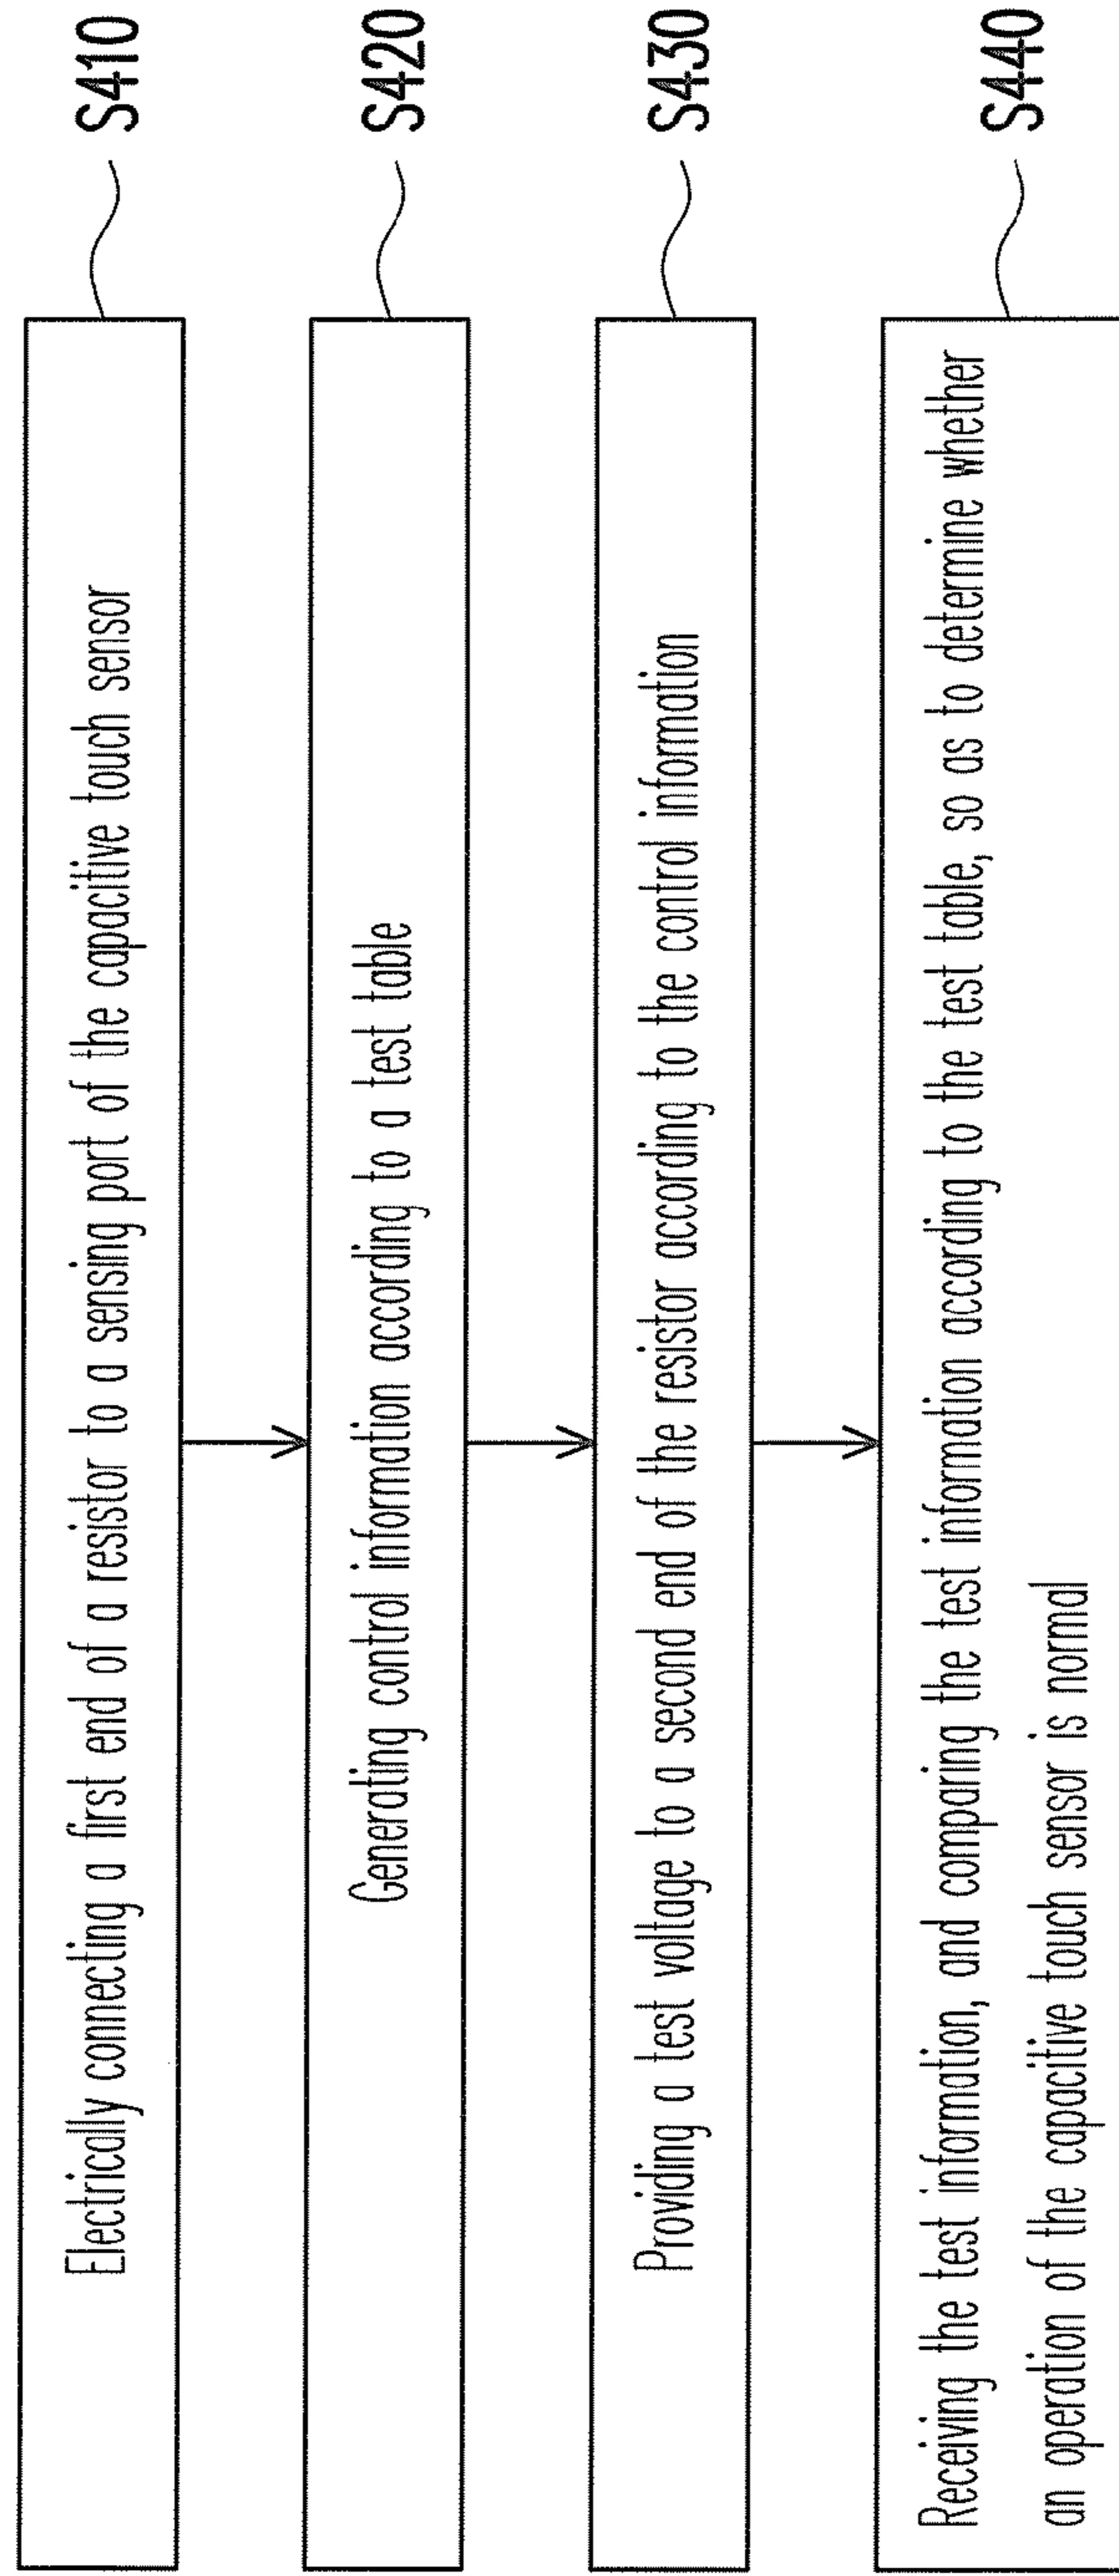 Electrically connecting a first end of a resistor to a sensing port of the capacitive touch sensor
S410
Generating control information according to a test table
S420
Providing a test voltage to a second end of the resistor according to the control information
S430
Receiving the test information, and comparing the test information according to the test table, so as to determine whether
an operation of the capacitive touch sensor is normal
S440